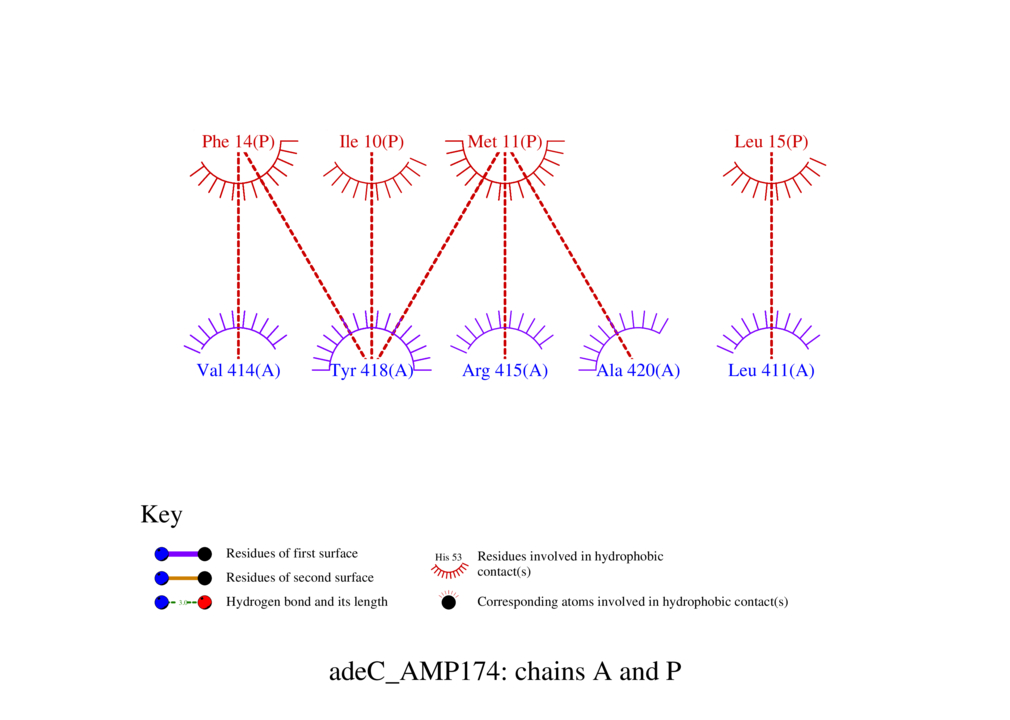 Phe 14(P) Ile 10(P) Met 11(P) Leu 15(P)
Val 414(A) Tyr 418(A) Arg 415(A) Ala 420(A) Leu 411(A)
Key
Residues of first surface
Residues of second surface
3.0 Hydrogen bond and its length
His 53 Residues involved in hydrophobic
contact(s)
Corresponding atoms involved in hydrophobic contact(s)
adeC_AMP174: chains A and P